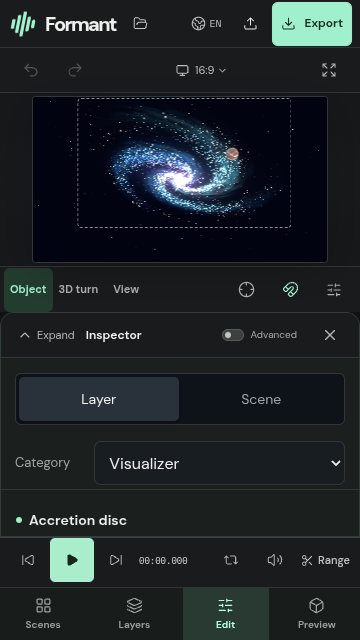 Formant
EN
Export
16:9
Object
3D turn
View
Expand
Inspector
Advanced
Layer
Scene
Category
Visualizer
Accretion disc
00:00.000
Range
Scenes
Layers
Edit
Preview